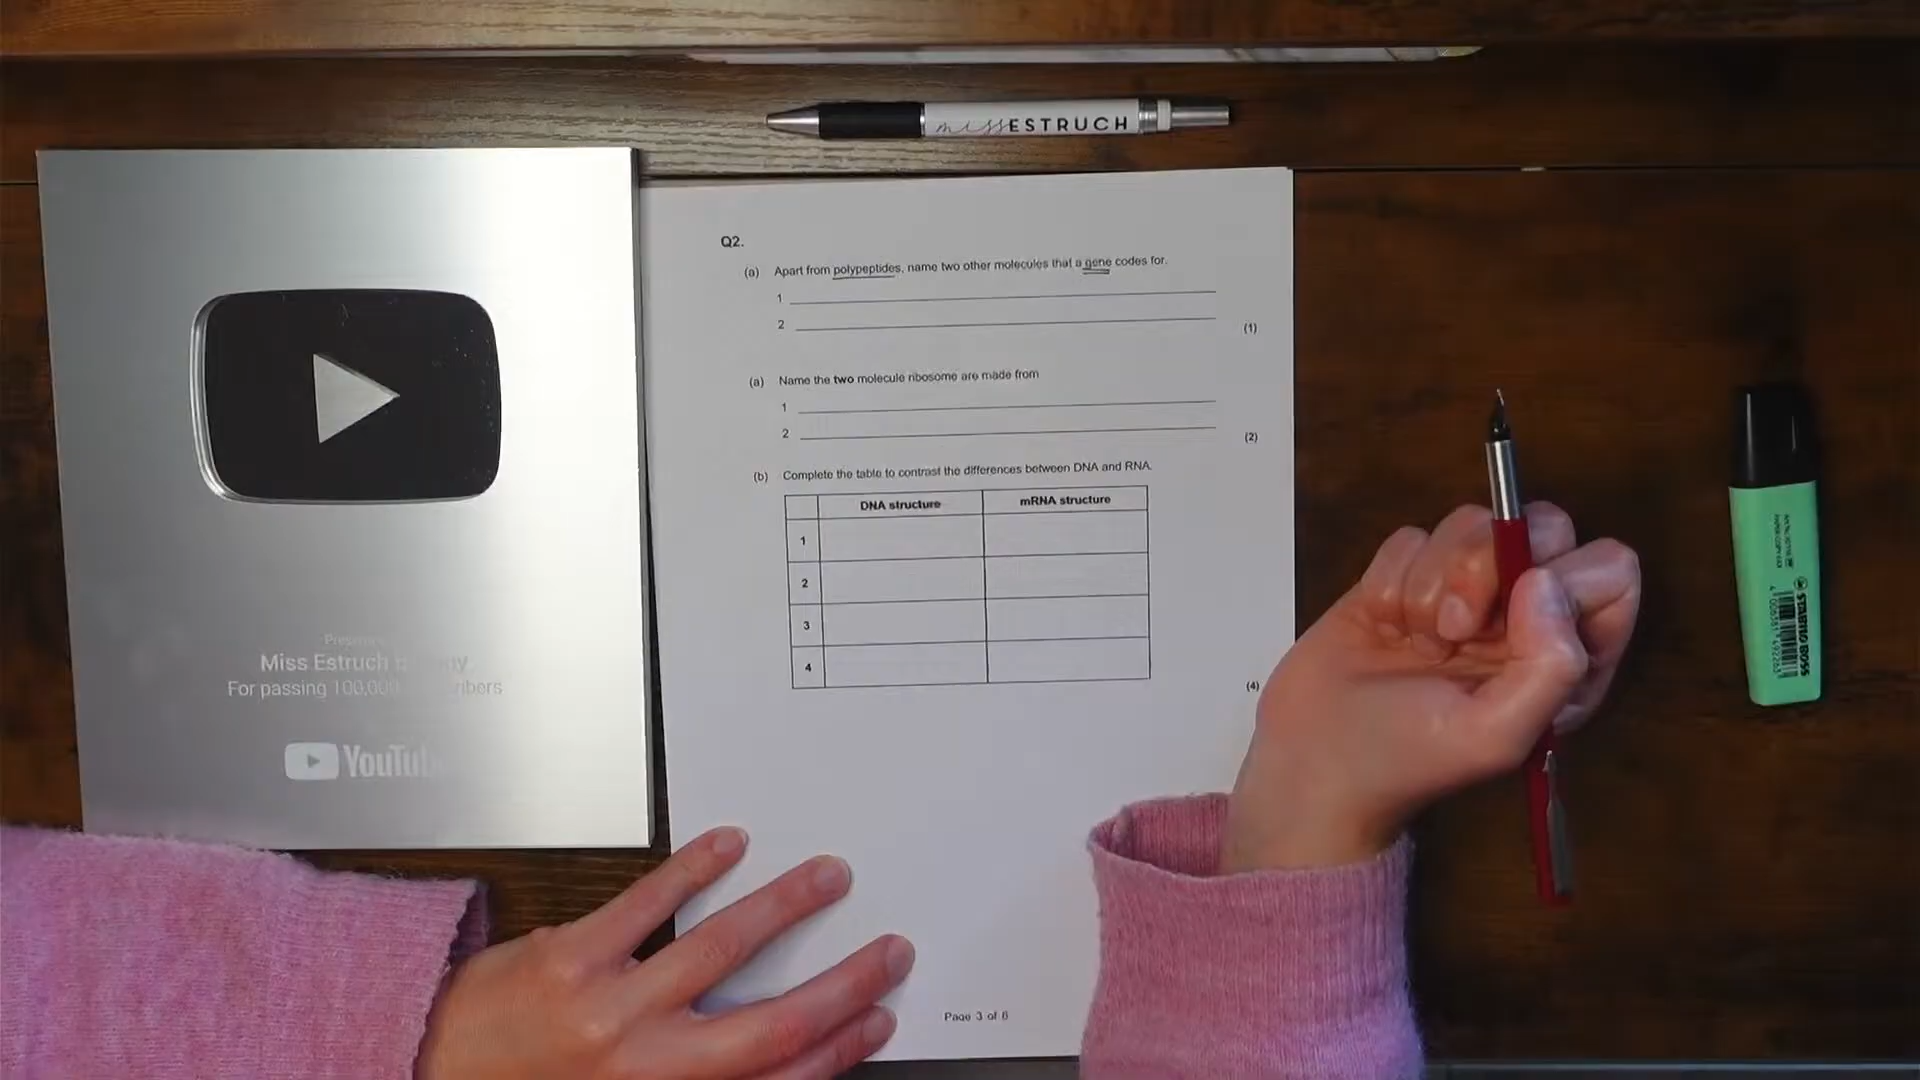 missESTRUCH
Miss Estruch
For passing 100,000
YouTu
Q2.
(a) Apart from polypeptides, name two other molecules that a gene codes for.
1
2
(1)
(a) Name the two molecule ribosome are made from
1
2
(2)
(b) Complete the table to contrast the differences between DNA and RNA.
DNA structure mRNA structure
1
2
3
4
(4)
Page 3 of 6
STABILO BOSS